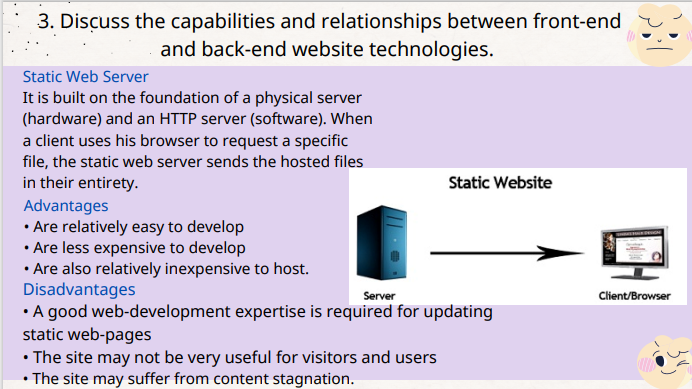 3. Discuss the capabilities and relationships between front-end
and back-end website technologies.
Static Web Server
It is built on the foundation of a physical server
(hardware) and an HTTP server (software). When
a client uses his browser to request a specific
file, the static web server sends the hosted files
in their entirety.
Advantages
• Are relatively easy to develop
• Are less expensive to develop
• Are also relatively inexpensive to host.
Disadvantages
• A good web-development expertise is required for updating
static web-pages
• The site may not be very useful for visitors and users
• The site may suffer from content stagnation.
Static Website
Server
Client/Browser